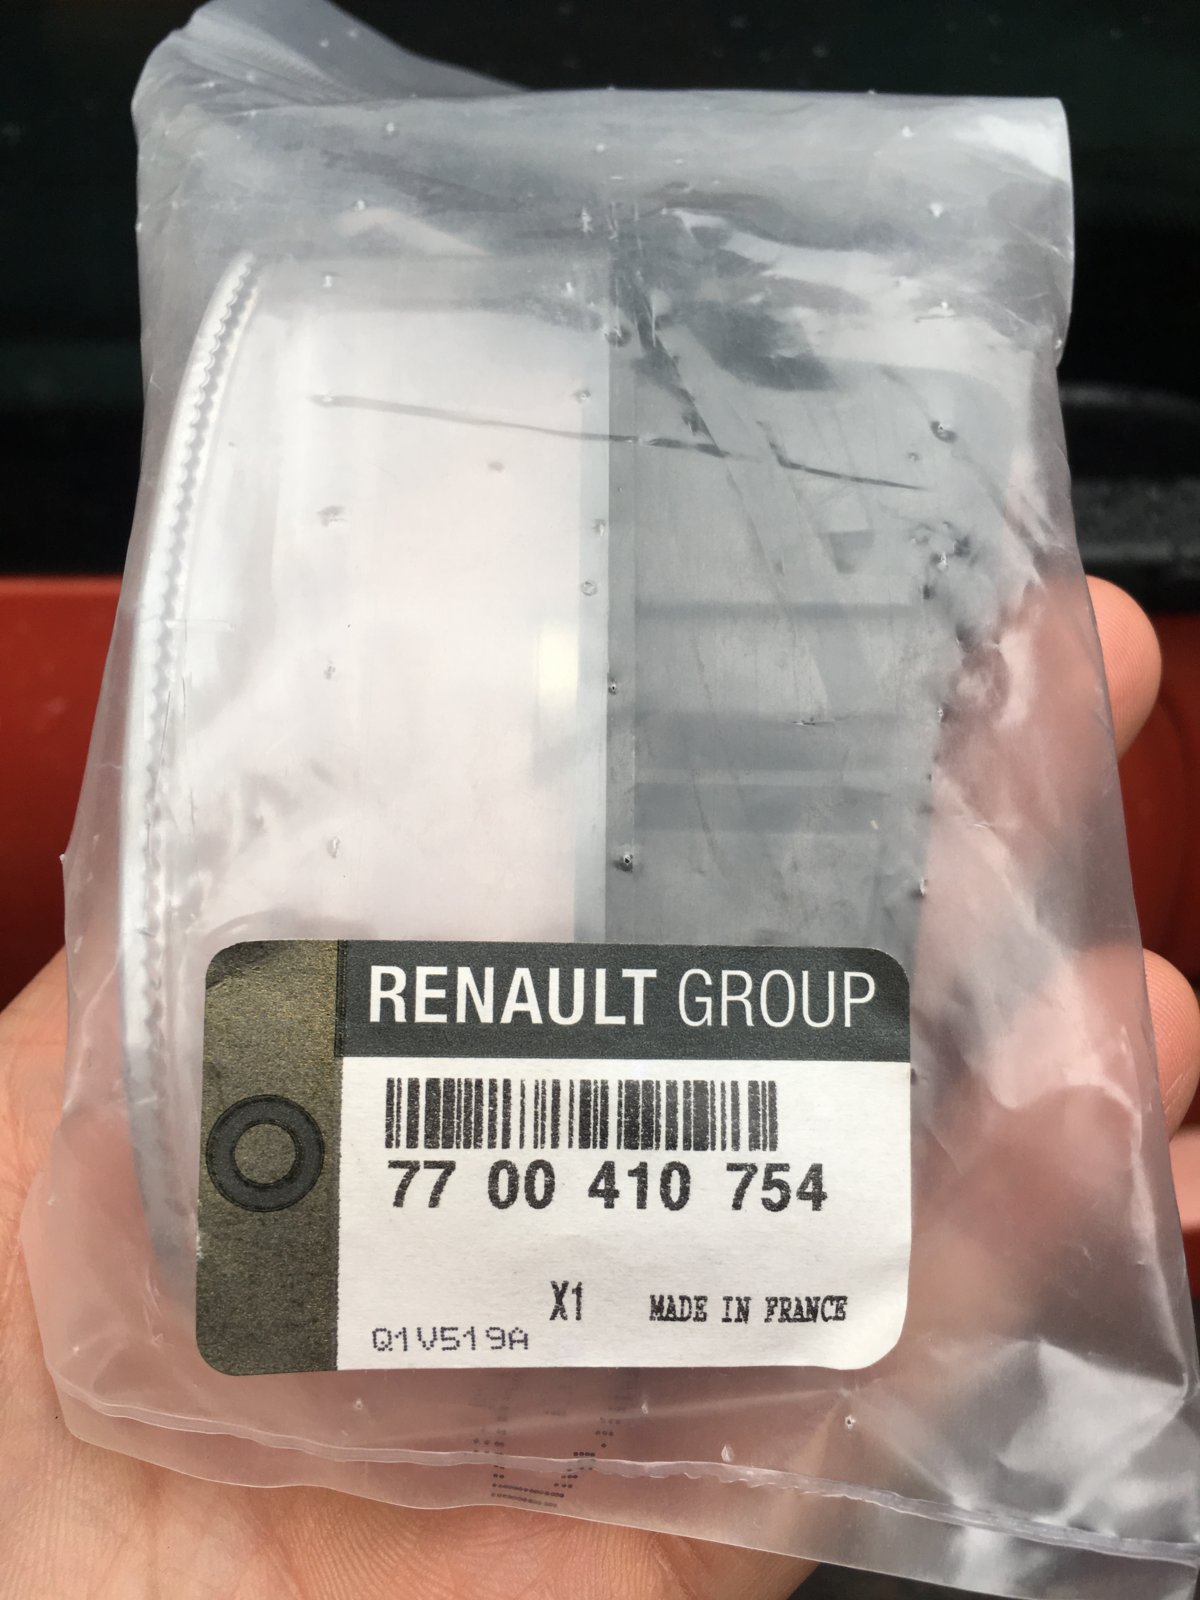 RENAULT GROUP
77 00 410 754
X1
MADE IN FRANCE
Q1V519A